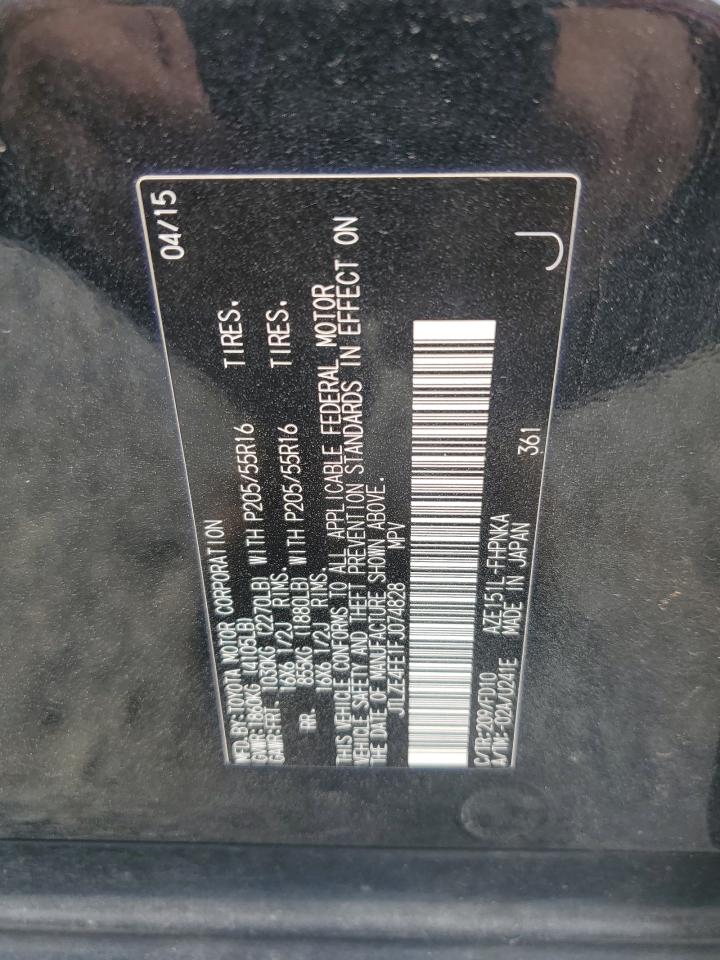 04/15
MFD.BY:TOYOTA MOTOR CORPORATION
GVWR:1860KG (4105LB)
GAWR:FRT. 1030KG (2270LB) WITH P205/55R16 TIRES.
16X6 1/2J RIMS.
RR. 855KG (1880LB) WITH P205/55R16 TIRES.
16X6 1/2J RIMS.
THIS VEHICLE CONFORMS TO ALL APPLICABLE FEDERAL MOTOR
VEHICLE SAFETY AND THEFT PREVENTION STANDARDS IN EFFECT ON
THE DATE OF MANUFACTURE SHOWN ABOVE.
JTLZE4FE1FJ074828 MPV
C/TR:209/FD10 AZE151L-FHPNKA
A/TM:-02A/U241E MADE IN JAPAN
361
J